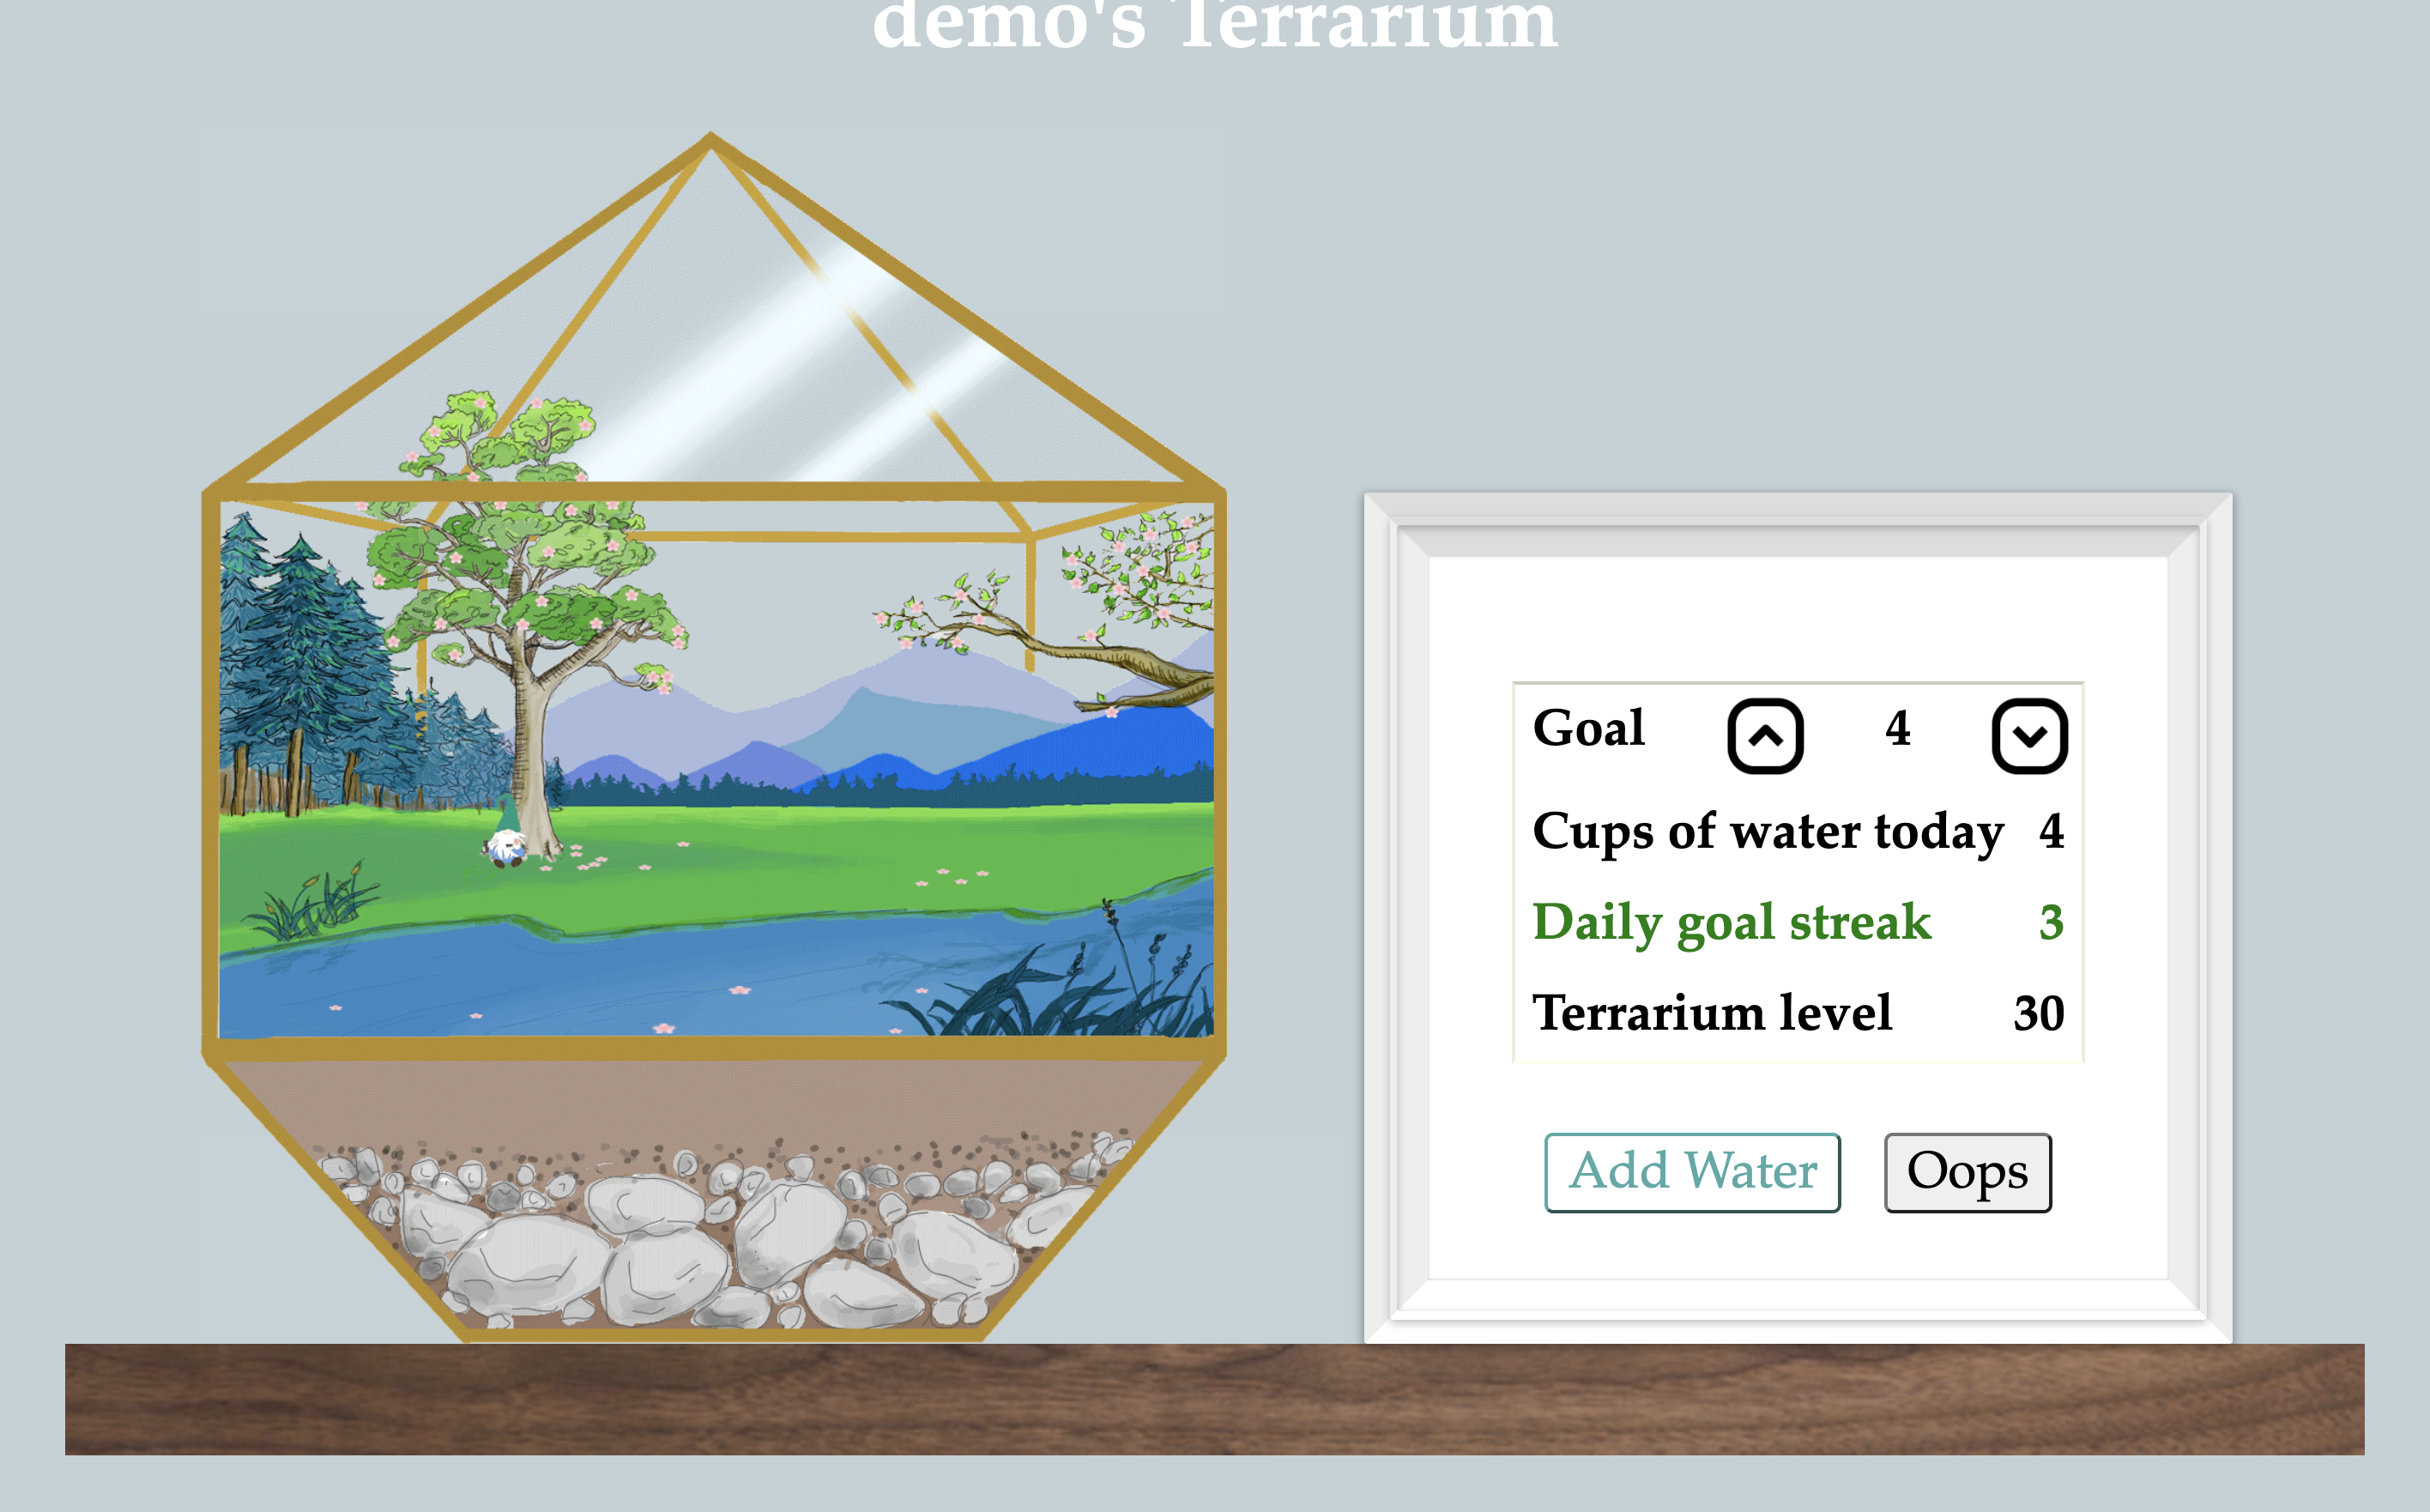 demo's Terrarium
Goal 4
Cups of water today 4
Daily goal streak 3
Terrarium level 30
Add Water Oops